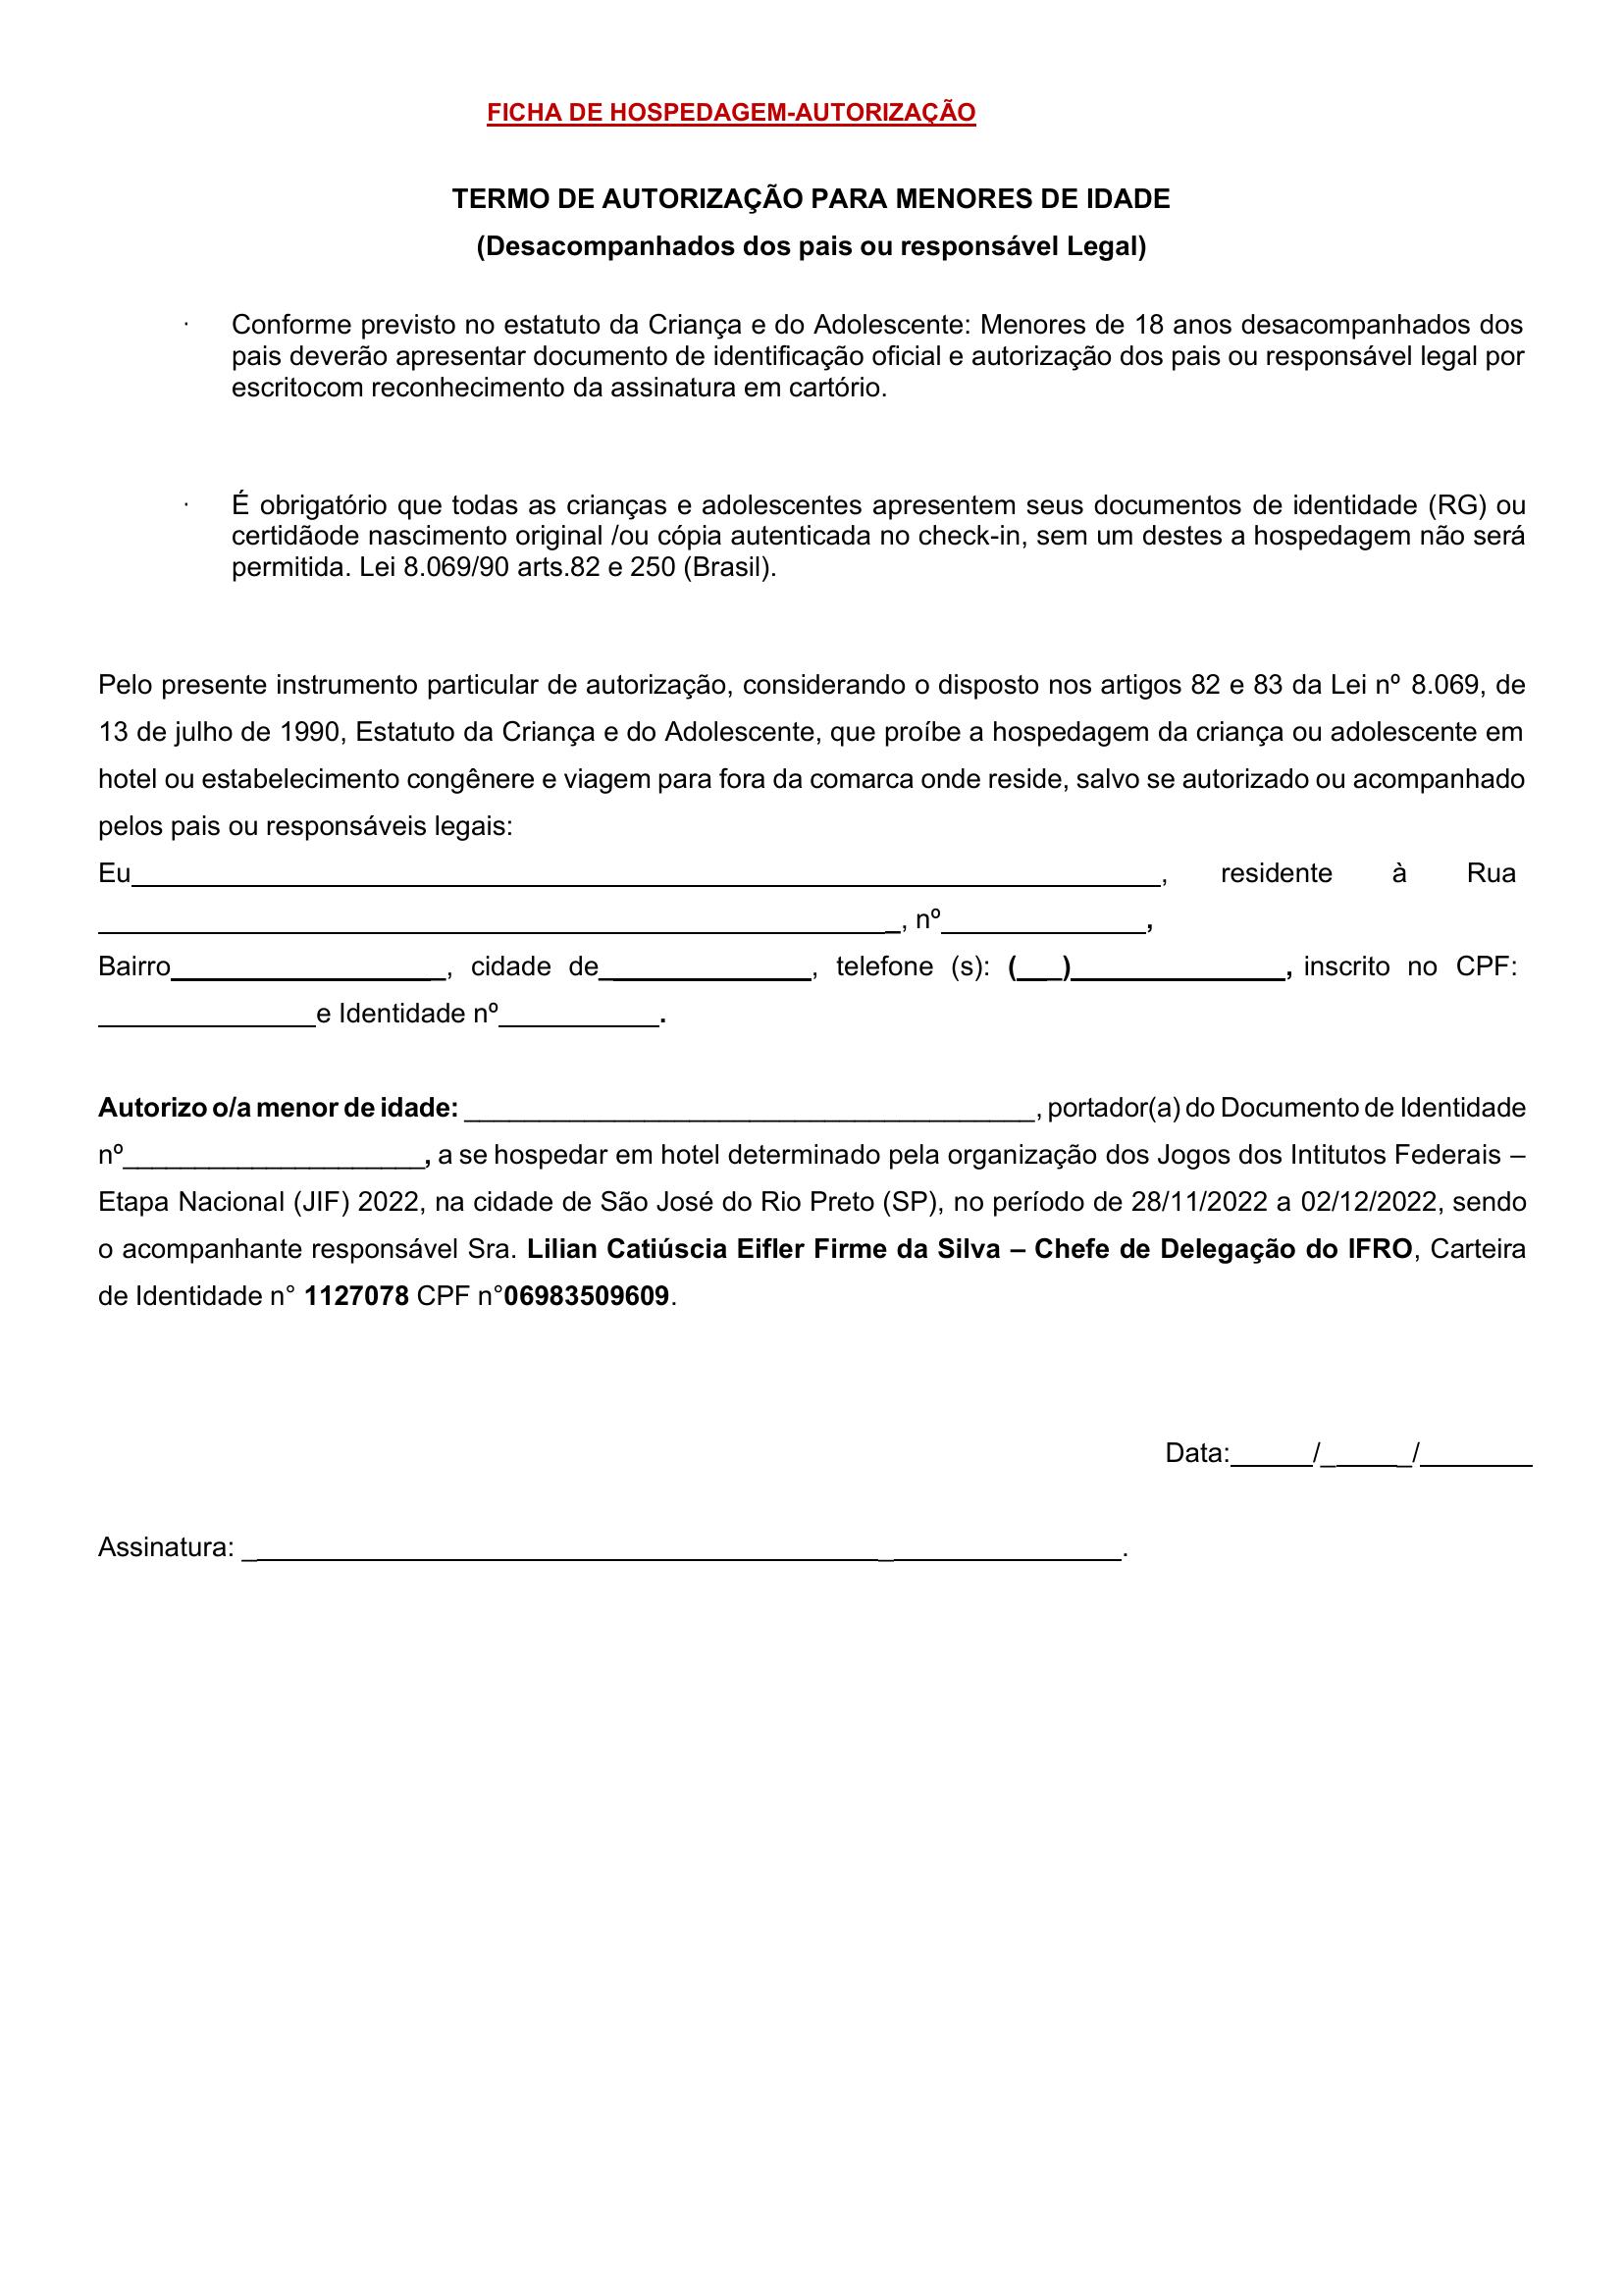 FICHA DE HOSPEDAGEM-AUTORIZAÇÃO
TERMO DE AUTORIZAÇÃO PARA MENORES DE IDADE
(Desacompanhados dos pais ou responsável Legal)
· Conforme previsto no estatuto da Criança e do Adolescente: Menores de 18 anos desacompanhados dos
pais deverão apresentar documento de identificação oficial e autorização dos pais ou responsável legal por
escritocom reconhecimento da assinatura em cartório.
· É obrigatório que todas as crianças e adolescentes apresentem seus documentos de identidade (RG) ou
certidãode nascimento original /ou cópia autenticada no check-in, sem um destes a hospedagem não será
permitida. Lei 8.069/90 arts.82 e 250 (Brasil).
Pelo presente instrumento particular de autorização, considerando o disposto nos artigos 82 e 83 da Lei nº 8.069, de
13 de julho de 1990, Estatuto da Criança e do Adolescente, que proíbe a hospedagem da criança ou adolescente em
hotel ou estabelecimento congênere e viagem para fora da comarca onde reside, salvo se autorizado ou acompanhado
pelos pais ou responsáveis legais:
Eu____________________, residente à Rua
____________________, nº__________,
Bairro__________, cidade de__________, telefone (s): (___)__________, inscrito no CPF:
__________e Identidade nº__________.
Autorizo o/a menor de idade: ____________________, portador(a) do Documento de Identidade
nº____________________, a se hospedar em hotel determinado pela organização dos Jogos dos Intitutos Federais –
Etapa Nacional (JIF) 2022, na cidade de São José do Rio Preto (SP), no período de 28/11/2022 a 02/12/2022, sendo
o acompanhante responsável Sra. Lilian Catiúscia Eifler Firme da Silva – Chefe de Delegação do IFRO, Carteira
de Identidade n° 1127078 CPF n°06983509609.
Data:_____/_____/_____
Assinatura: ____________________.